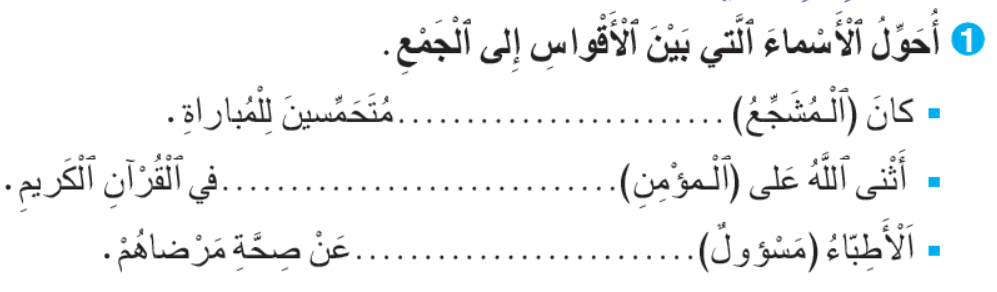 1 أُحَوِّلُ ٱلْأَسْماءَ ٱلَّتي بَيْنَ ٱلْأَقْواسِ إِلى ٱلْجَمْعِ.
▪ كانَ (ٱلْمُشَجِّعُ) ........................ مُتَحَمِّسينَ لِلْمُباراةِ.
▪ أَثْنى ٱللَّهُ عَلى (ٱلْمؤْمِنِ)............................. في ٱلْقُرْآنِ ٱلْكَريمِ.
▪ اَلْأَطِبّاءُ (مَسْؤولٌ)......................... عَنْ صِحَّةِ مَرْضاهُمْ.